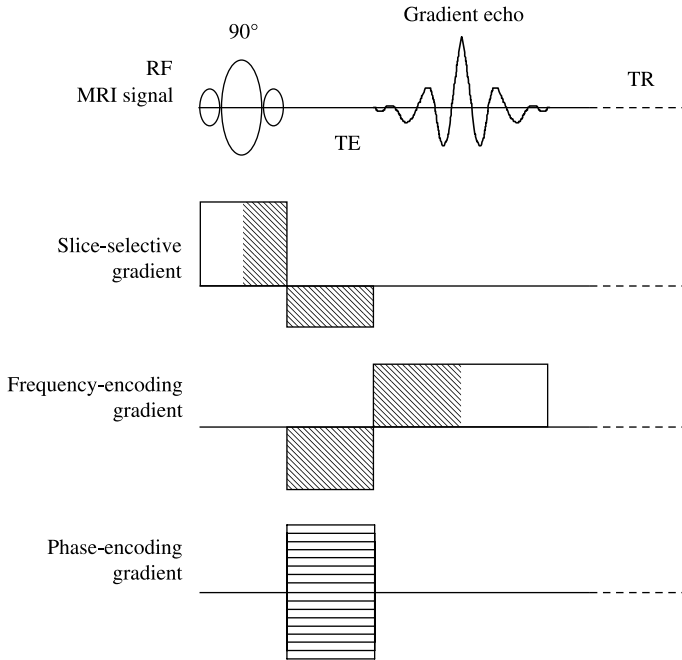 Gradient echo
90°
RF
MRI signal
TR
TE
Slice-selective
gradient
Frequency-encoding
gradient
Phase-encoding
gradient